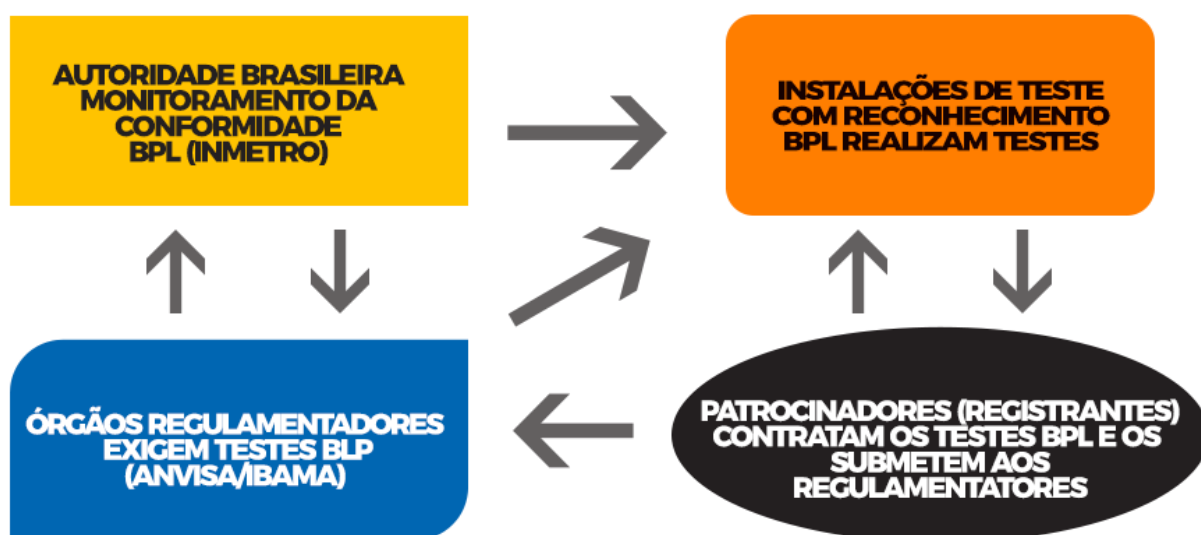 AUTORIDADE BRASILEIRA
MONITORAMENTO DA
CONFORMIDADE
BPL (INMETRO)
INSTALAÇÕES DE TESTE
COM RECONHECIMENTO
BPL REALIZAM TESTES
ÓRGÃOS REGULAMENTADORES
EXIGEM TESTES BLP
(ANVISA/IBAMA)
PATROCINADORES (REGISTRANTES)
CONTRATAM OS TESTES BPL E OS
SUBMETEM AOS
REGULAMENTATORES